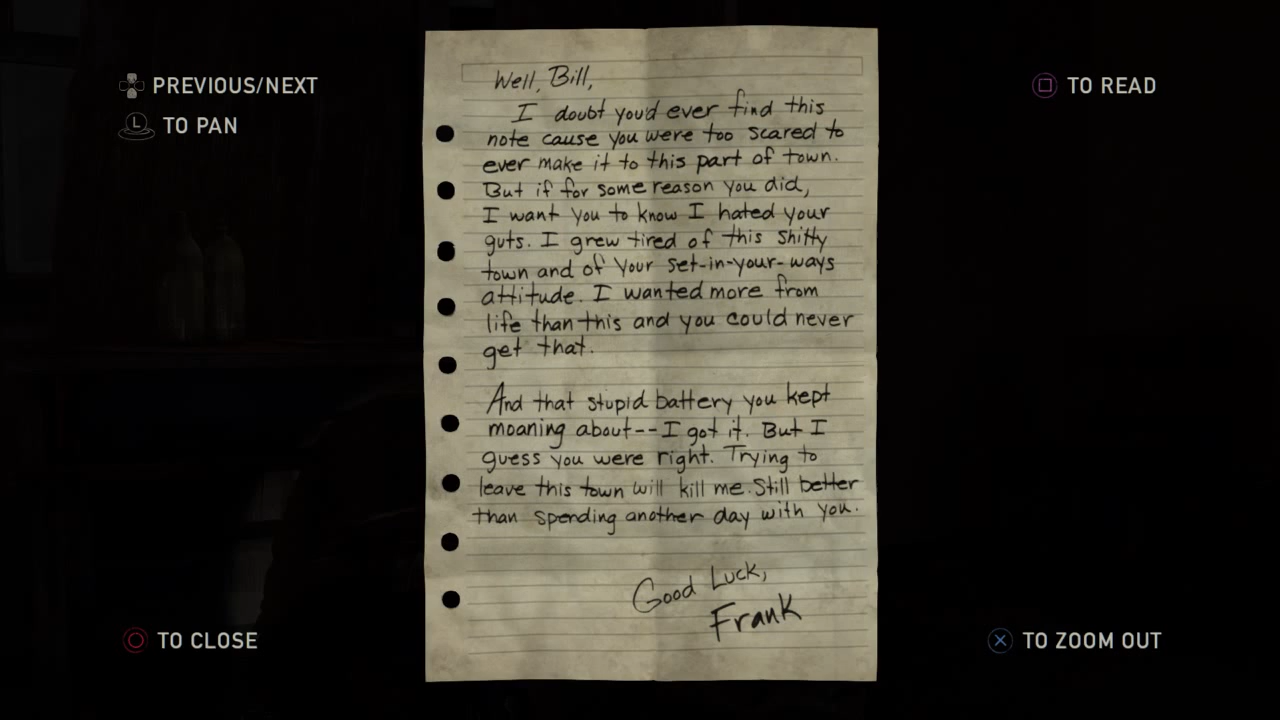 PREVIOUS/NEXT
L TO PAN
TO READ
Well, Bill,
I doubt you'd ever find this
note cause you were too scared to
ever make it to this part of town.
But if for some reason you did,
I want you to know I hated your
guts. I grew tired of this shitty
town and of your set-in-your-ways
attitude. I wanted more from
life than this and you could never
get that.
And that stupid battery you kept
moaning about--I got it. But I
guess you were right. Trying to
leave this town will kill me. Still better
than spending another day with you.
Good Luck,
Frank
TO CLOSE
TO ZOOM OUT